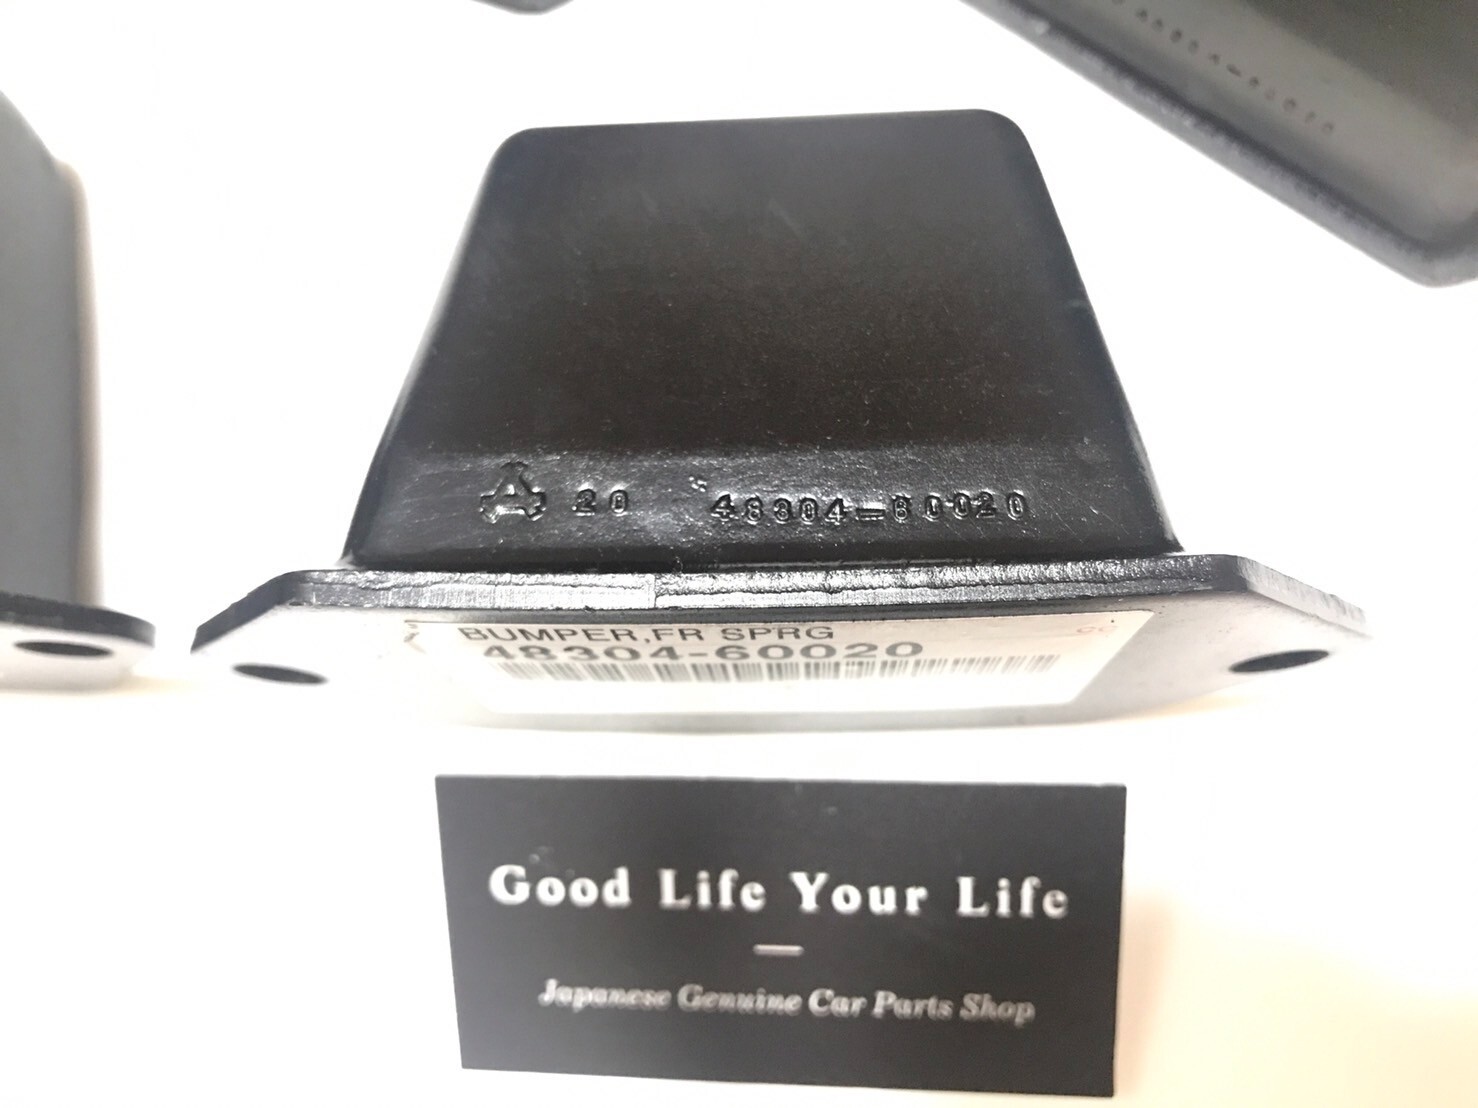 20 48304-60020
BUMPER,FR SPRG
48304-60020
Good Life Your Life
Japanese Genuine Car Parts Shop